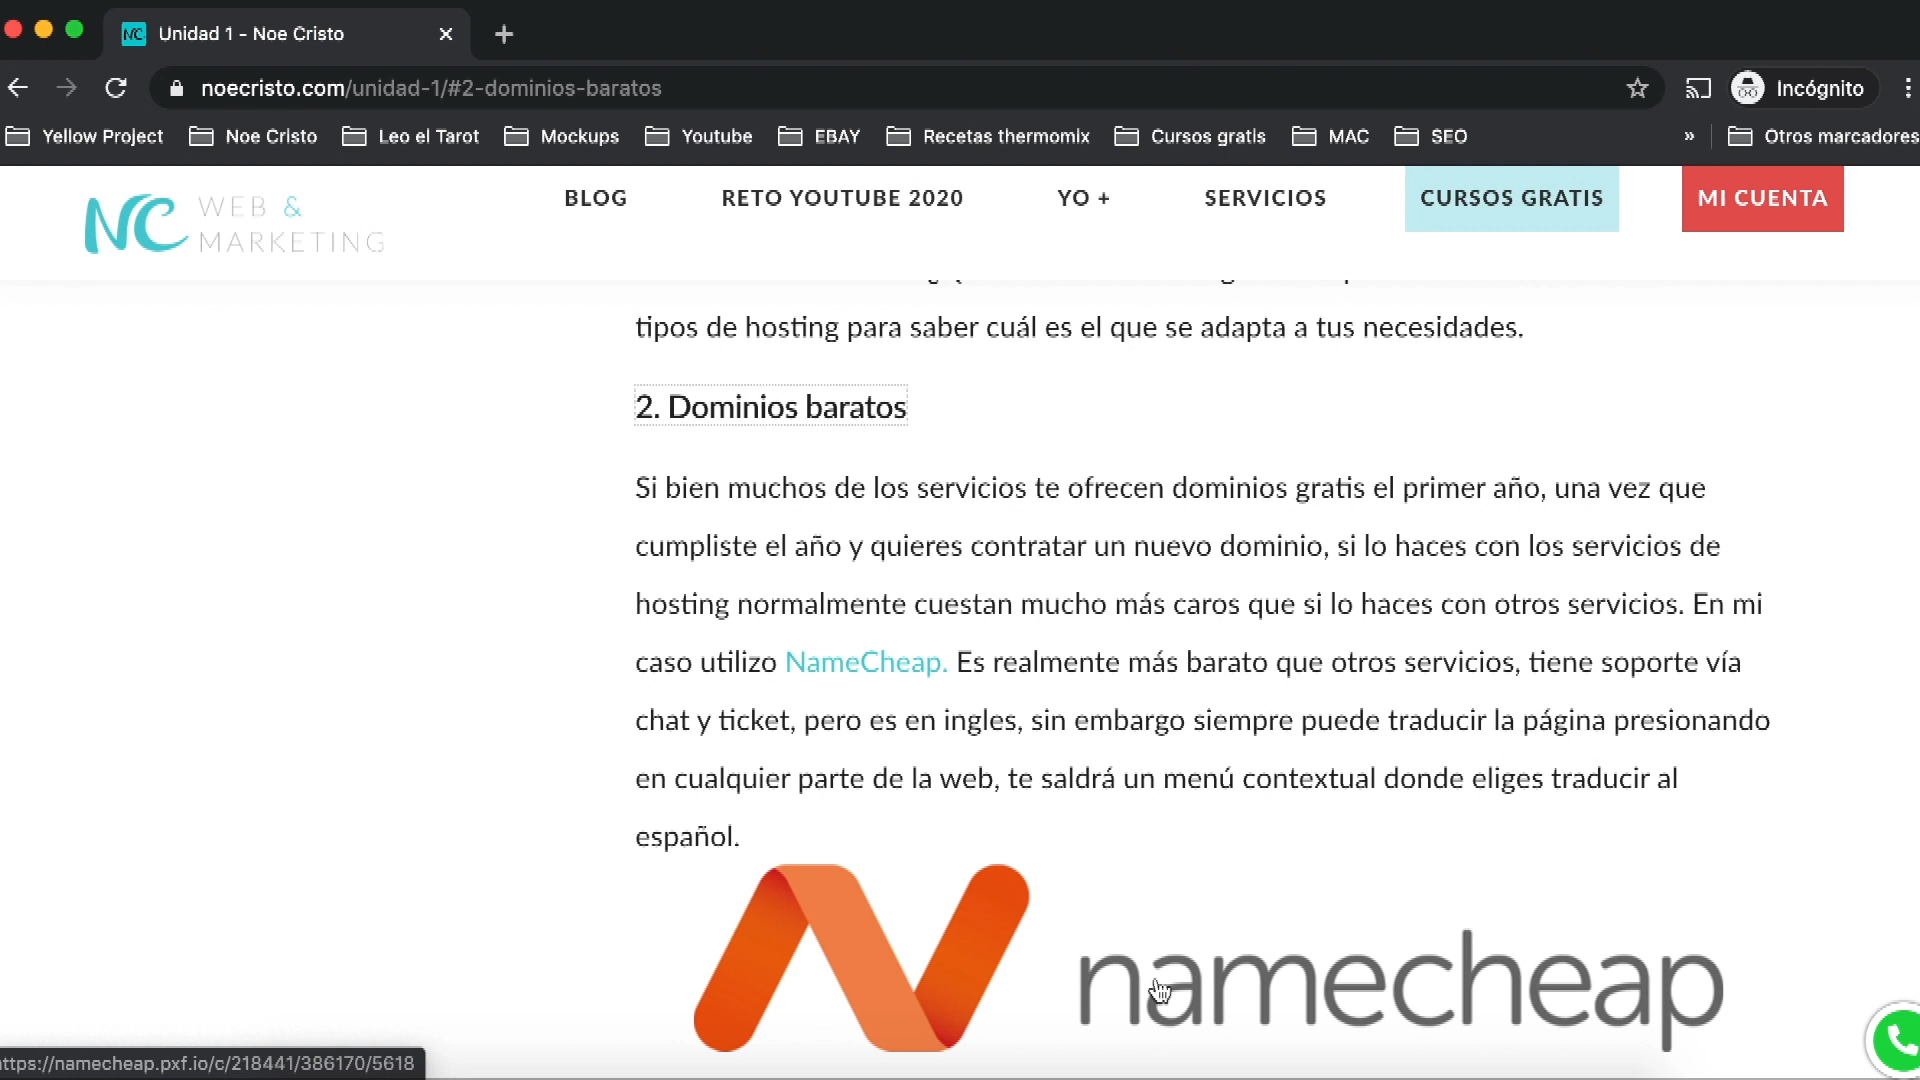 Unidad 1 - Noe Cristo
noecristo.com/unidad-1/#2-dominios-baratos
Incógnito
Yellow Project
Noe Cristo
Leo el Tarot
Mockups
Youtube
EBAY
Recetas thermomix
Cursos gratis
MAC
SEO
»
Otros marcadores
NC WEB &
MARKETING
BLOG
RETO YOUTUBE 2020
YO +
SERVICIOS
CURSOS GRATIS
MI CUENTA
tipos de hosting para saber cuál es el que se adapta a tus necesidades.
2. Dominios baratos
Si bien muchos de los servicios te ofrecen dominios gratis el primer año, una vez que
cumpliste el año y quieres contratar un nuevo dominio, si lo haces con los servicios de
hosting normalmente cuestan mucho más caros que si lo haces con otros servicios. En mi
caso utilizo NameCheap. Es realmente más barato que otros servicios, tiene soporte vía
chat y ticket, pero es en ingles, sin embargo siempre puede traducir la página presionando
en cualquier parte de la web, te saldrá un menú contextual donde eliges traducir al
español.
namecheap
ttps://namecheap.pxf.io/c/218441/386170/5618